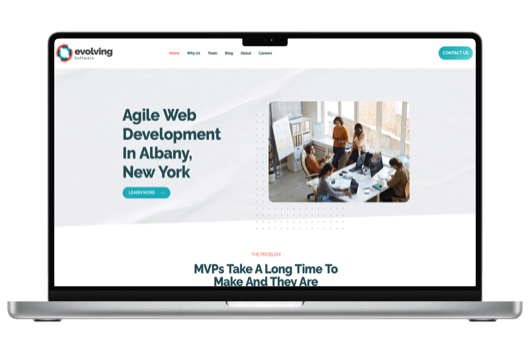 evolving
Software
Home Why Us Team Blog About Careers
CONTACT US
Agile Web
Development
In Albany,
New York
LEARN MORE
THE PROBLEM
MVPs Take A Long Time To
Make And They Are